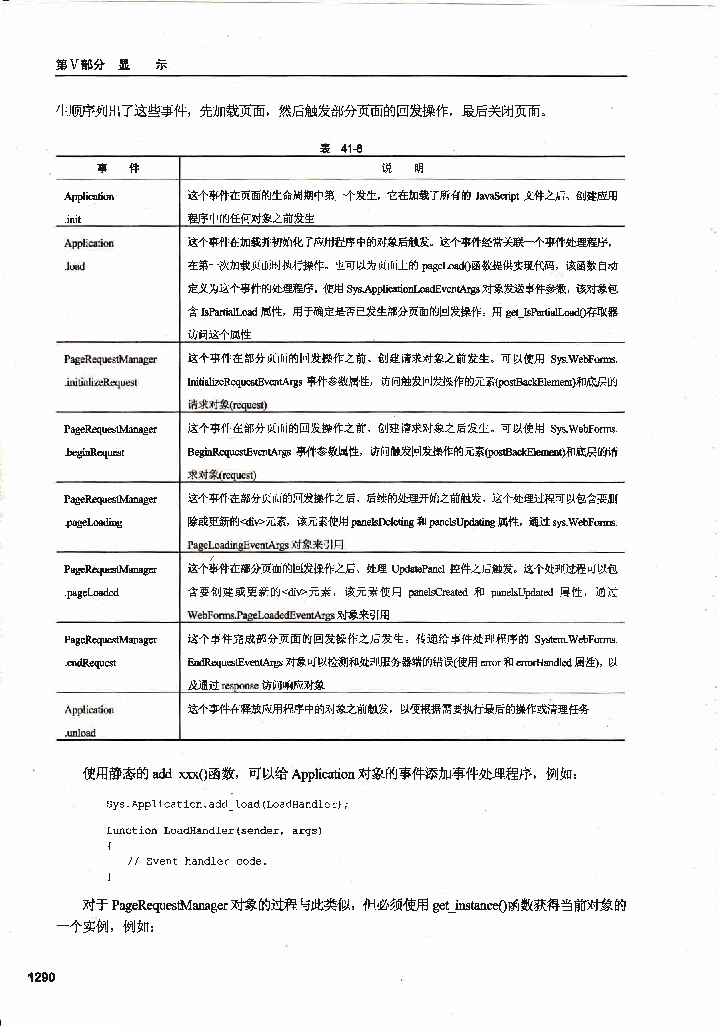 第Ⅴ部分 显 示
生顺序列出了这些事件，先加载页面，然后触发部分页面的回发操作，最后关闭页面。
表 41-8
事 件 说 明
Application 这个事件在页面的生命周期中第一个发生，它在加载了所有的 JavaScript 文件之后、创建应用
.init 程序中的任何对象之前发生
Application 这个事件在加载并初始化了应用程序中的对象后触发。这个事件经常关联一个事件处理程序，
.load 在第一次加载页面时执行操作。也可以为页面上的 pageLoad()函数提供实现代码，该函数自动
定义为这个事件的处理程序。使用 Sys.ApplicationLoadEventArgs 对象发送事件参数，该对象包
含 IsPartialLoad 属性，用于确定是否已发生部分页面的回发操作；用 get_IsPartialLoad()存取器
访问这个属性
PageRequestManager 这个事件在部分页面的回发操作之前、创建请求对象之前发生。可以使用 Sys.WebForms.
.initializeRequest InitializeRequestEventArgs 事件参数属性，访问触发回发操作的元素(postBackElement)和底层的
请求对象(request)
PageRequestManager 这个事件在部分页面的回发操作之前、创建请求对象之后发生。可以使用 Sys.WebForms.
.beginRequest BeginRequestEventArgs 事件参数属性，访问触发回发操作的元素(postBackElement)和底层的请
求对象(request)
PageRequestManager 这个事件在部分页面的回发操作之后、后续的处理开始之前触发、这个处理过程可以包含要删
.pageLoading 除或更新的<div>元素，该元素使用 panelsDeleting 和 panelsUpdating 属性，通过 sys.WebForms.
PageLoadingEventArgs 对象来引用
PageRequestManager 这个事件在部分页面的回发操作之后、处理 UpdatePanel 控件之后触发。这个处理过程可以包
.pageLoaded 含要创建或更新的<div>元素，该元素使用 panelsCreated 和 panelsUpdated 属性，通过
WebForms.PageLoadedEventArgs 对象来引用
PageRequestManager 这个事件完成部分页面的回发操作之后发生；传递给事件处理程序的 System.WebForms.
.endRequest EndRequestEventArgs 对象可以检测和处理服务器端的错误(使用 error 和 errorHandled 属性)，以
及通过 response 访问响应对象
Application 这个事件在释放应用程序中的对象之前触发，以便根据需要执行最后的操作或清理任务
.unload
使用静态的 add_xxx()函数，可以给 Application 对象的事件添加事件处理程序，例如：
Sys.Application.add_load(LoadHandler);
function LoadHandler(sender, args)
{
// Event handler code.
}
对于 PageRequestManager 对象的过程与此类似，但必须使用 get_instance()函数获得当前对象的
一个实例，例如：
1290